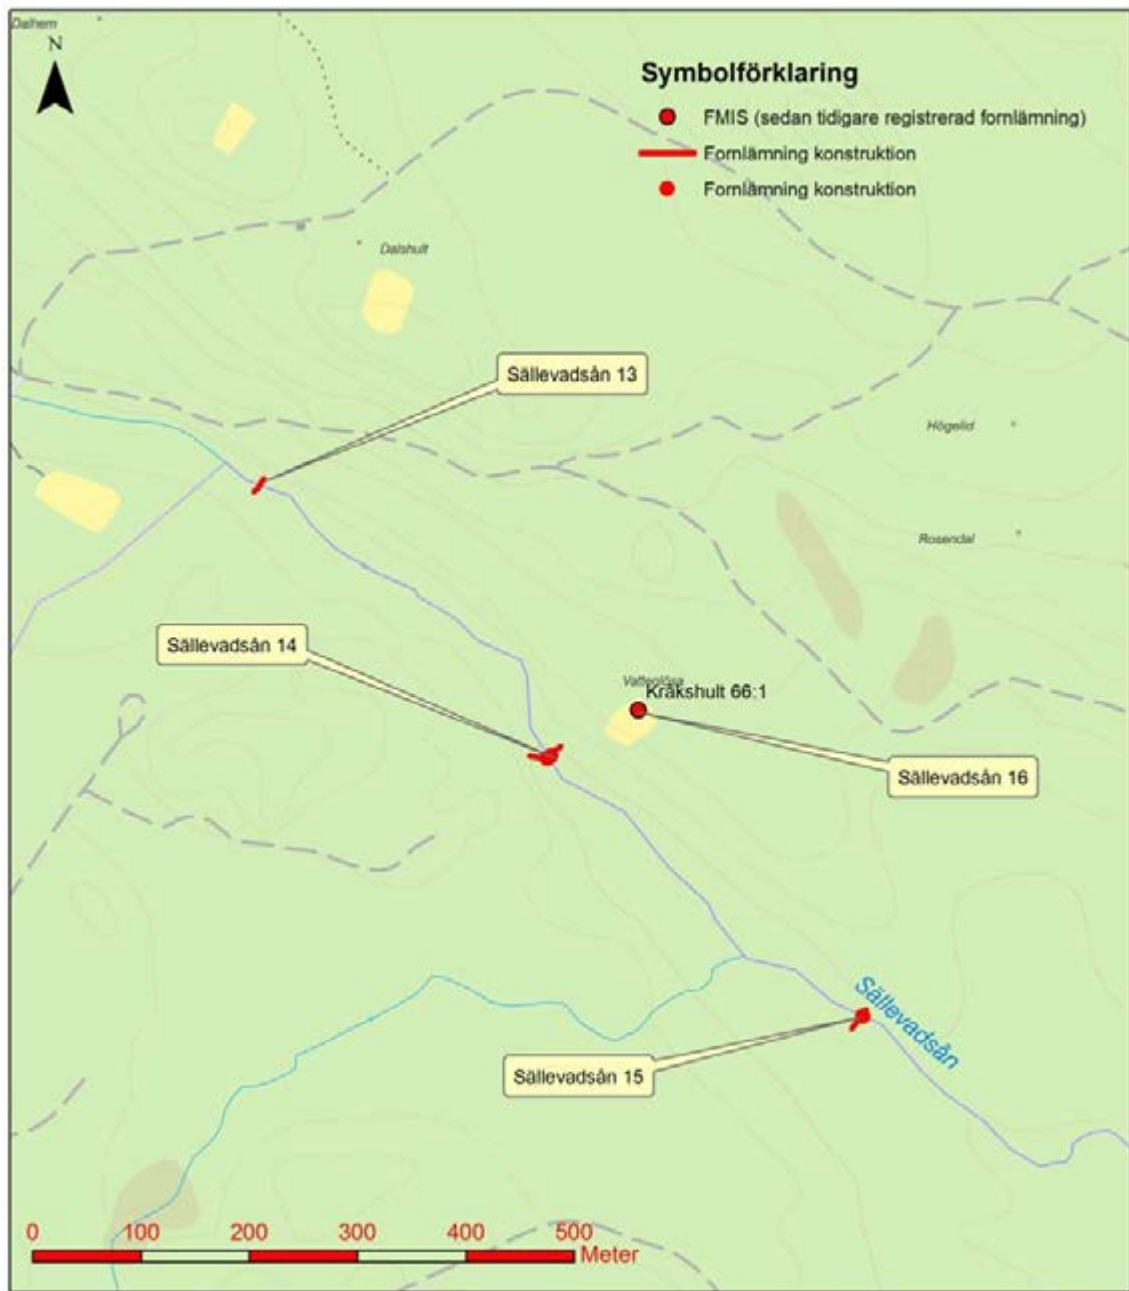 Dalhem
N
Symbolförklaring
FMIS (sedan tidigare registrerad fornlämning)
Fornlämning konstruktion
Fornlämning konstruktion
Dalshult
Sällevadsån 13
Högelid
Rosendal
Sällevadsån 14
Kråkshult 66:1
Sällevadsån 16
Sällevadsån
Sällevadsån 15
0 100 200 300 400 500
Meter